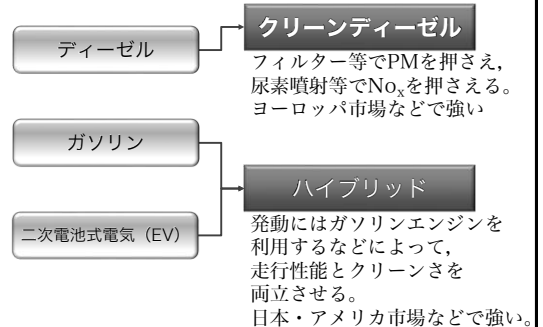 ディーゼル
クリーンディーゼル
フィルター等でPMを押さえ，
尿素噴射等でNoxを押さえる。
ヨーロッパ市場などで強い
ガソリン
二次電池式電気（EV）
ハイブリッド
発動にはガソリンエンジンを
利用するなどによって，
走行性能とクリーンさを
両立させる。
日本・アメリカ市場などで強い。